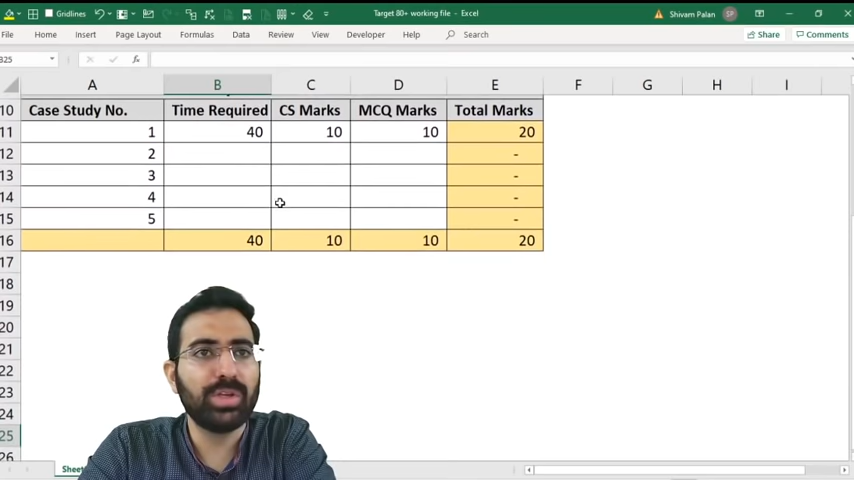 Gridlines
Target 80+ working file - Excel
Shivam Palan SP
File Home Insert Page Layout Formulas Data Review View Developer Help Search Share Comments
B25 fx
A B C D E F G H I
10 Case Study No. Time Required CS Marks MCQ Marks Total Marks
11 1 40 10 10 20
12 2 -
13 3 -
14 4 -
15 5 -
16 40 10 10 20
17
18
19
20
21
22
23
24
25
26
Sheet